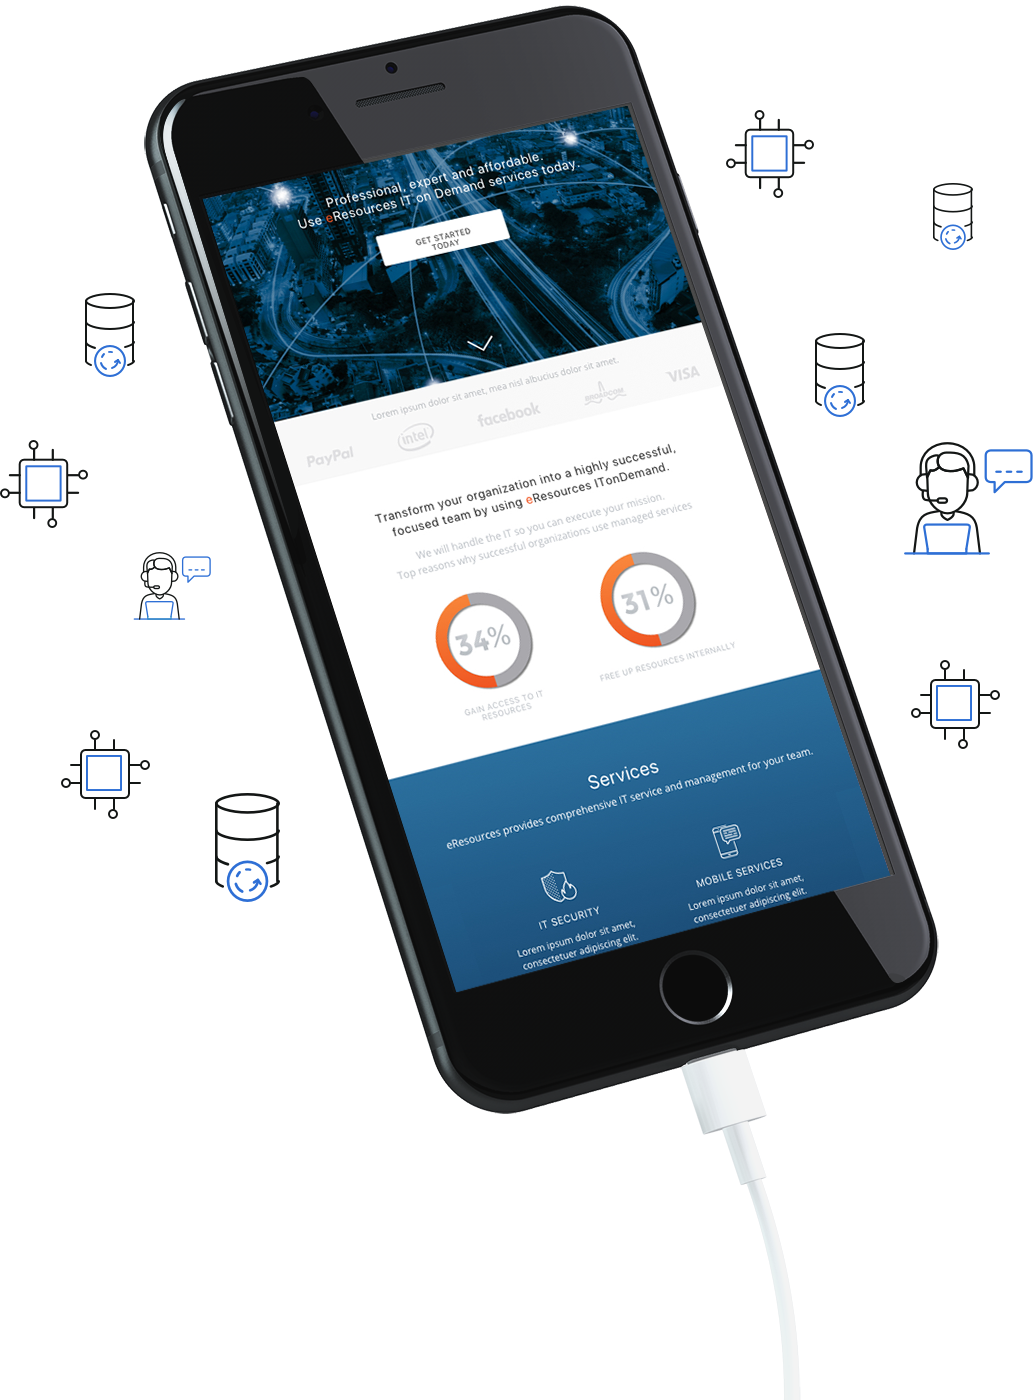 Professional, expert and affordable.
Use eResources IT on Demand services today.
GET STARTED
TODAY
Lorem ipsum dolor sit amet, mea nisl albucius dolor sit amet.
PayPal
intel
facebook
BROADCOM
VISA
Transform your organization into a highly successful,
focused team by using eResources ITonDemand.
We will handle the IT so you can execute your mission.
Top reasons why successful organizations use managed services
34%
31%
GAIN ACCESS TO IT
RESOURCES
FREE UP RESOURCES INTERNALLY
Services
eResources provides comprehensive IT service and management for your team.
IT SECURITY
Lorem ipsum dolor sit amet,
consectetuer adipiscing elit.
MOBILE SERVICES
Lorem ipsum dolor sit amet,
consectetuer adipiscing elit.